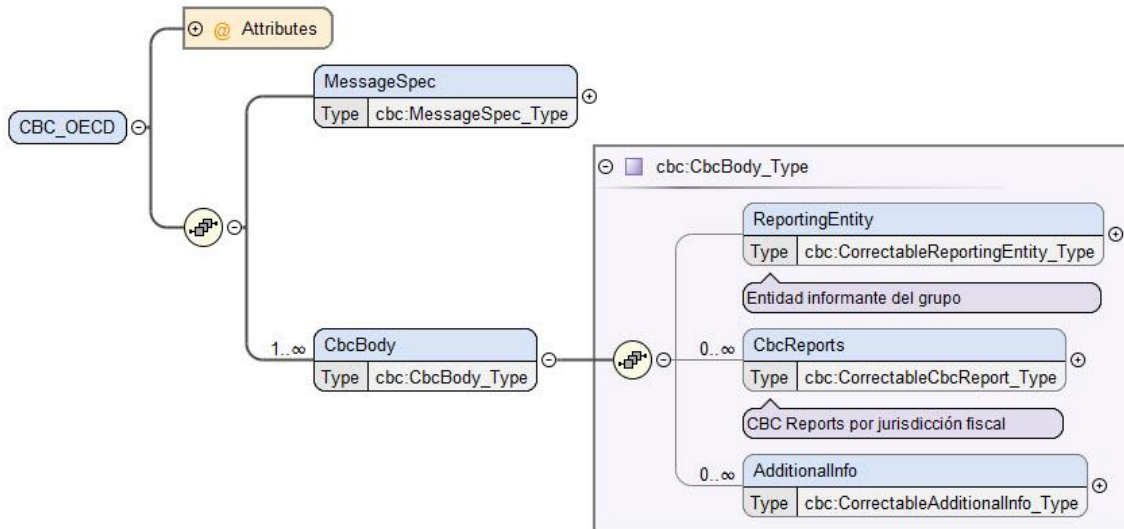 @ Attributes
MessageSpec
Type cbc:MessageSpec_Type
CBC_OECD
cbc:CbcBody_Type
ReportingEntity
Type cbc:CorrectableReportingEntity_Type
Entidad informante del grupo
1..∞ CbcBody
Type cbc:CbcBody_Type
0..∞ CbcReports
Type cbc:CorrectableCbcReport_Type
CBC Reports por jurisdicción fiscal
0..∞ AdditionalInfo
Type cbc:CorrectableAdditionalInfo_Type